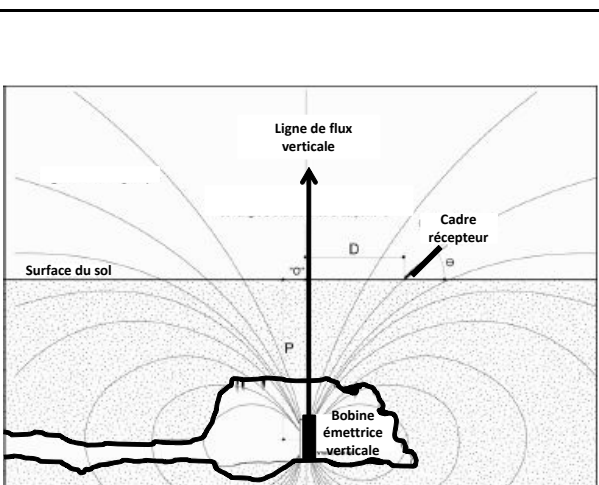 Ligne de flux
verticale
Cadre
récepteur
D
Θ
Surface du sol
"O"
P
Bobine
émettrice
verticale